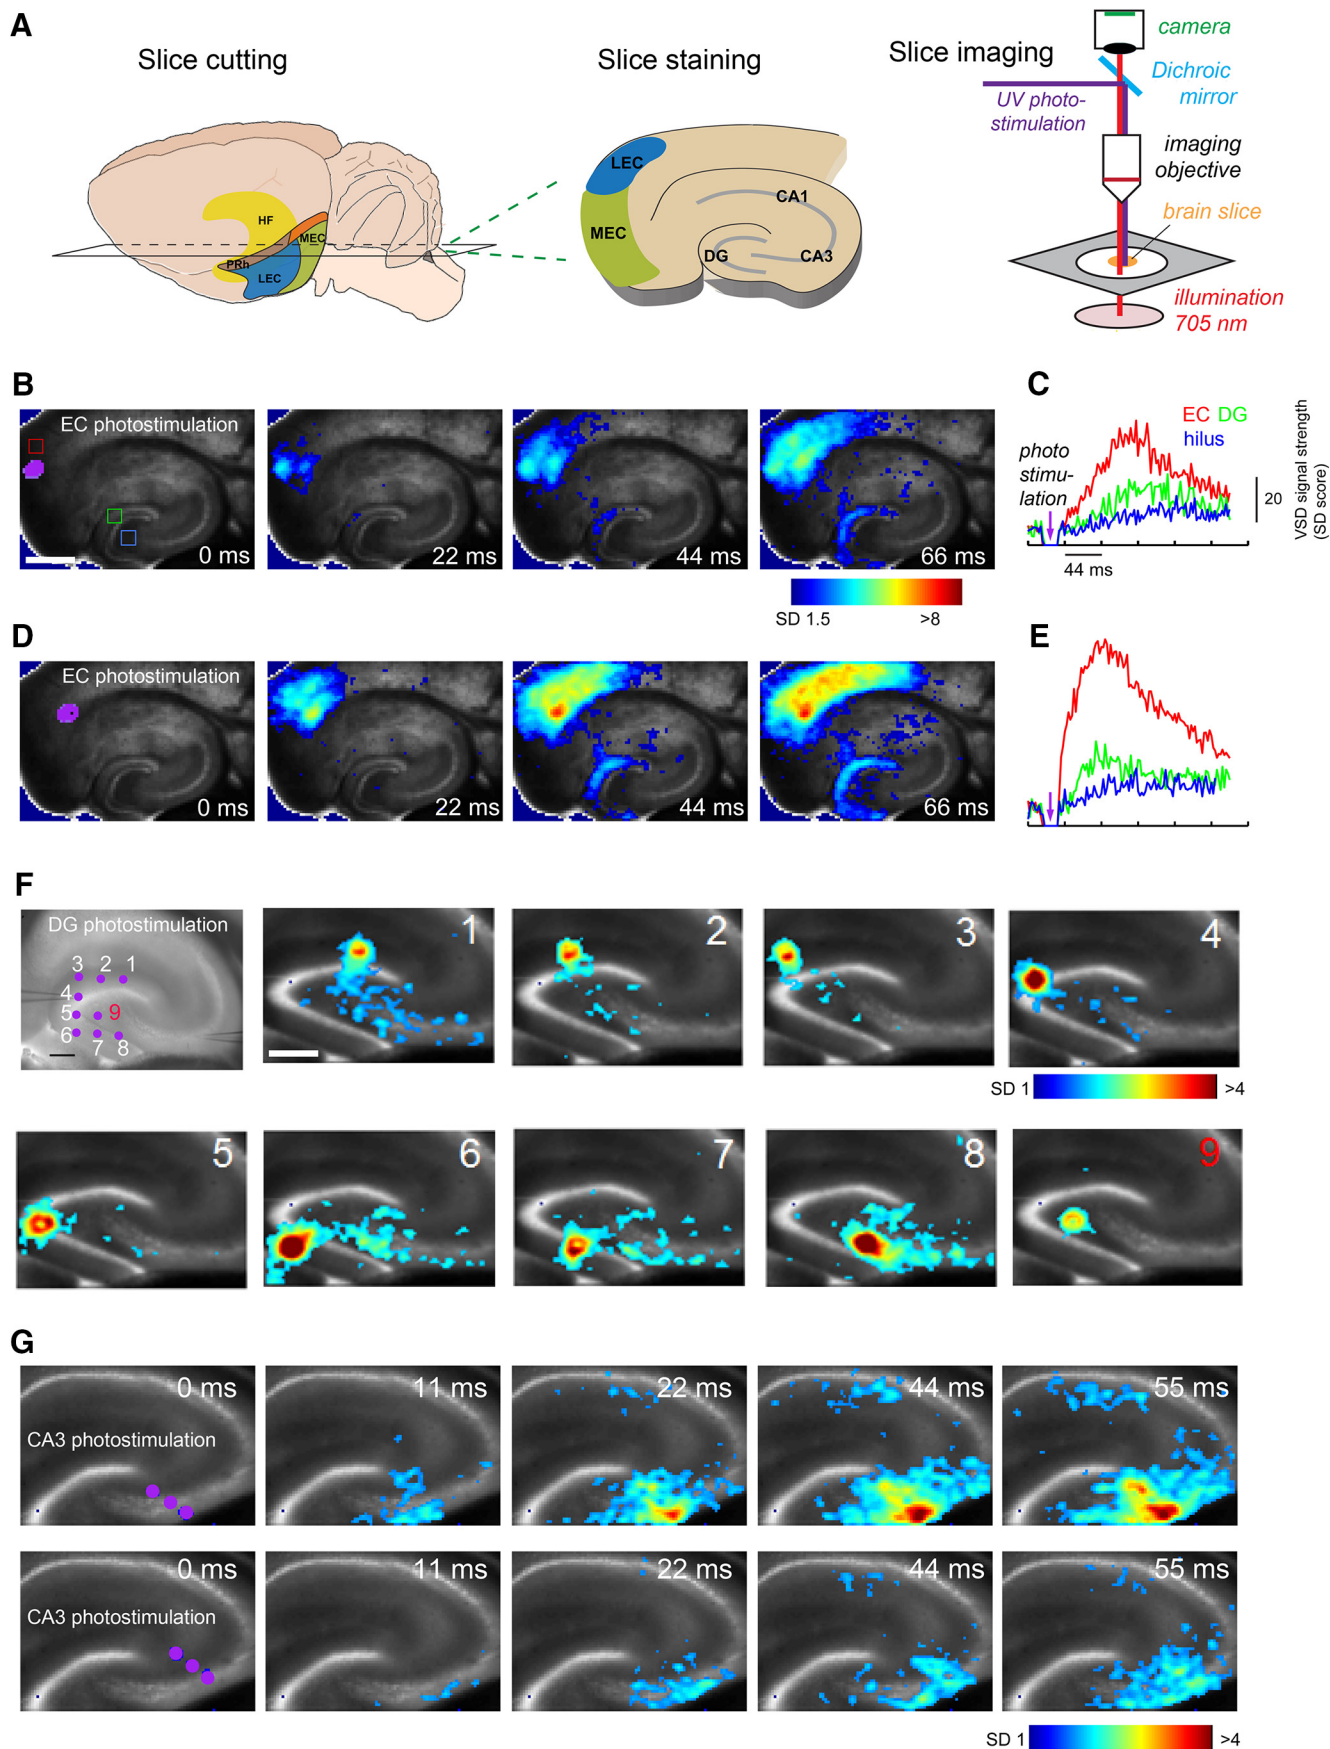 A
Slice cutting
Slice staining
Slice imaging
camera
Dichroic
mirror
UV photo-
stimulation
imaging
objective
brain slice
illumination
705 nm
HF
MEC
PRh
LEC
LEC
MEC
CA1
DG
CA3
B
EC photostimulation
0 ms
22 ms
44 ms
66 ms
SD 1.5
>8
C
EC DG
hilus
photo
stimu-
lation
20
VSD signal strength
(SD score)
44 ms
D
EC photostimulation
0 ms
22 ms
44 ms
66 ms
E
F
DG photostimulation
3 2 1
4
5 9
6
7 8
1
2
3
4
SD 1
>4
5
6
7
8
9
G
0 ms
11 ms
22 ms
44 ms
55 ms
CA3 photostimulation
0 ms
11 ms
22 ms
44 ms
55 ms
CA3 photostimulation
SD 1
>4